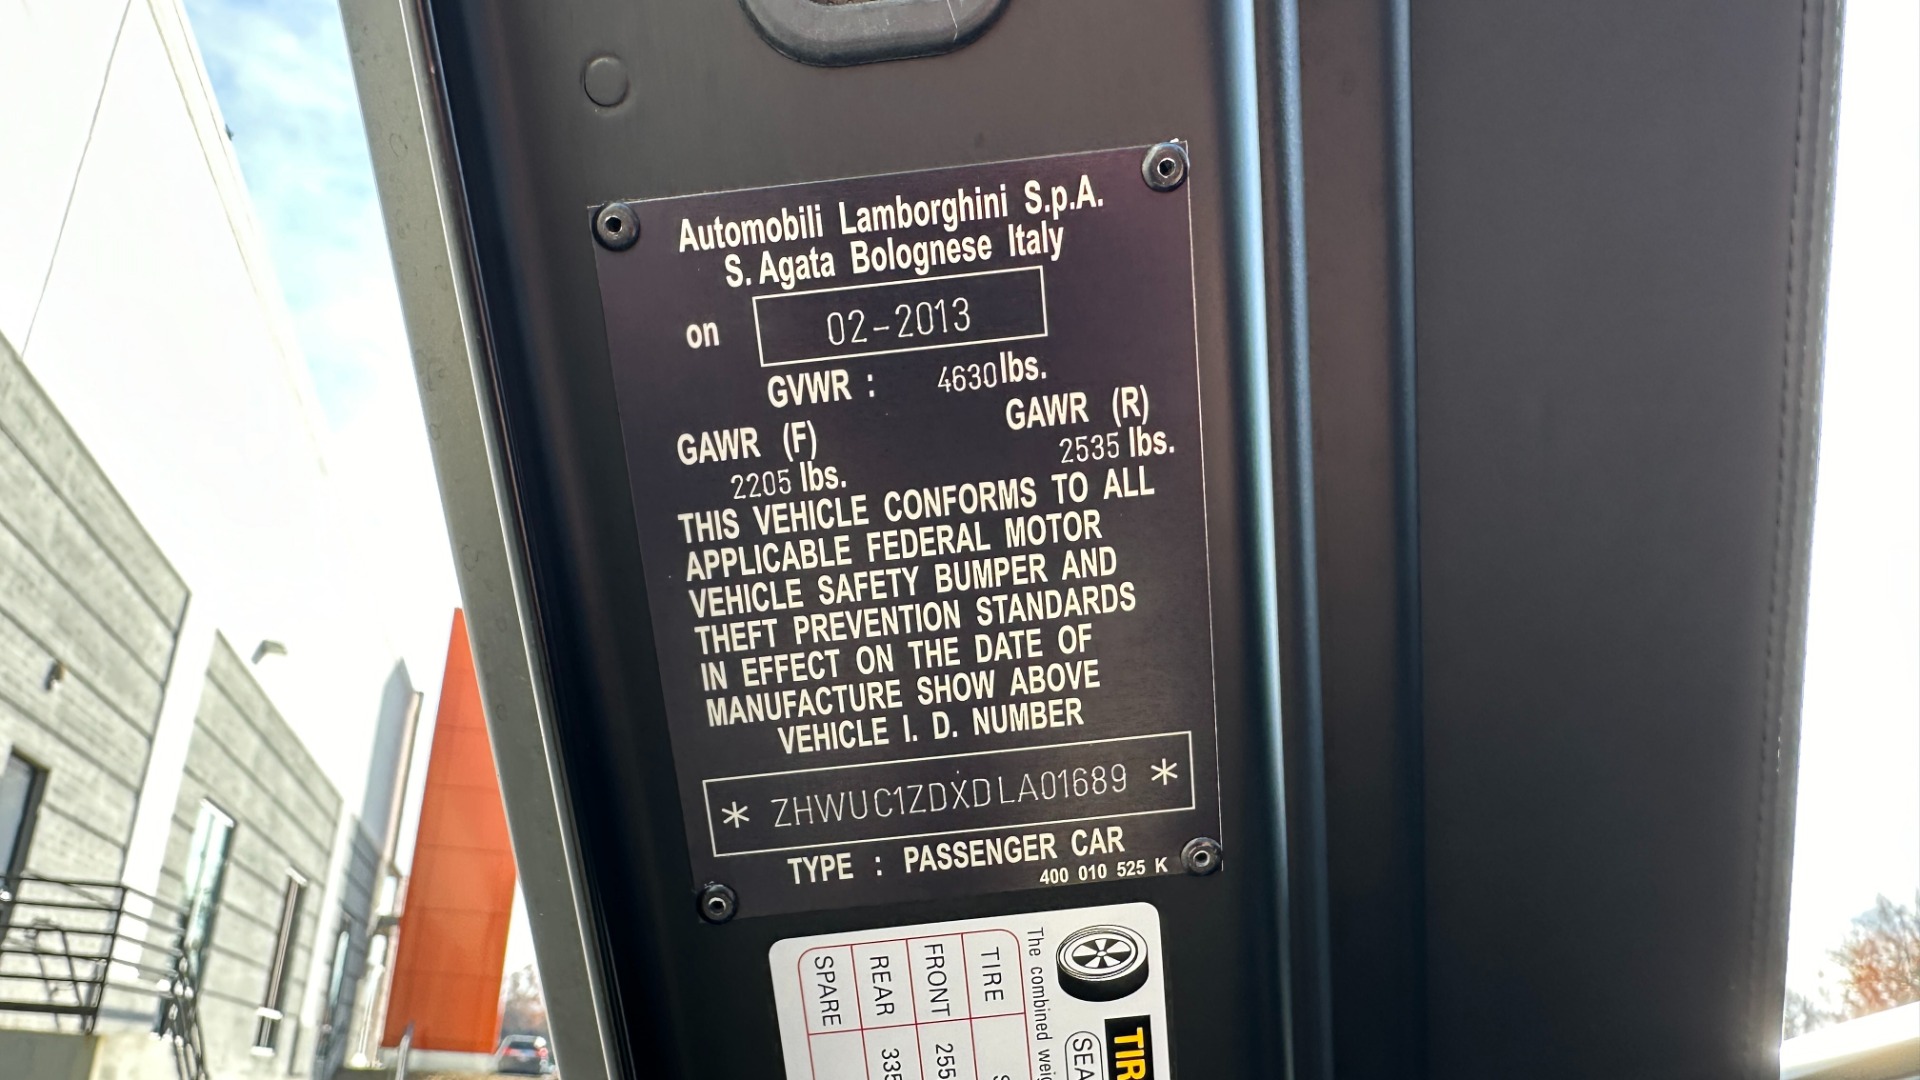 Automobili Lamborghini S.p.A.
S. Agata Bolognese Italy
on 02-2013
GVWR : 4630 lbs.
GAWR (F) GAWR (R)
2205 lbs. 2535 lbs.
THIS VEHICLE CONFORMS TO ALL
APPLICABLE FEDERAL MOTOR
VEHICLE SAFETY BUMPER AND
THEFT PREVENTION STANDARDS
IN EFFECT ON THE DATE OF
MANUFACTURE SHOW ABOVE
VEHICLE I. D. NUMBER
* ZHWUC1ZDXDLA01689 *
TYPE : PASSENGER CAR
400 010 525 K
The combined
TIRE
FRONT 255
REAR 335
SPARE